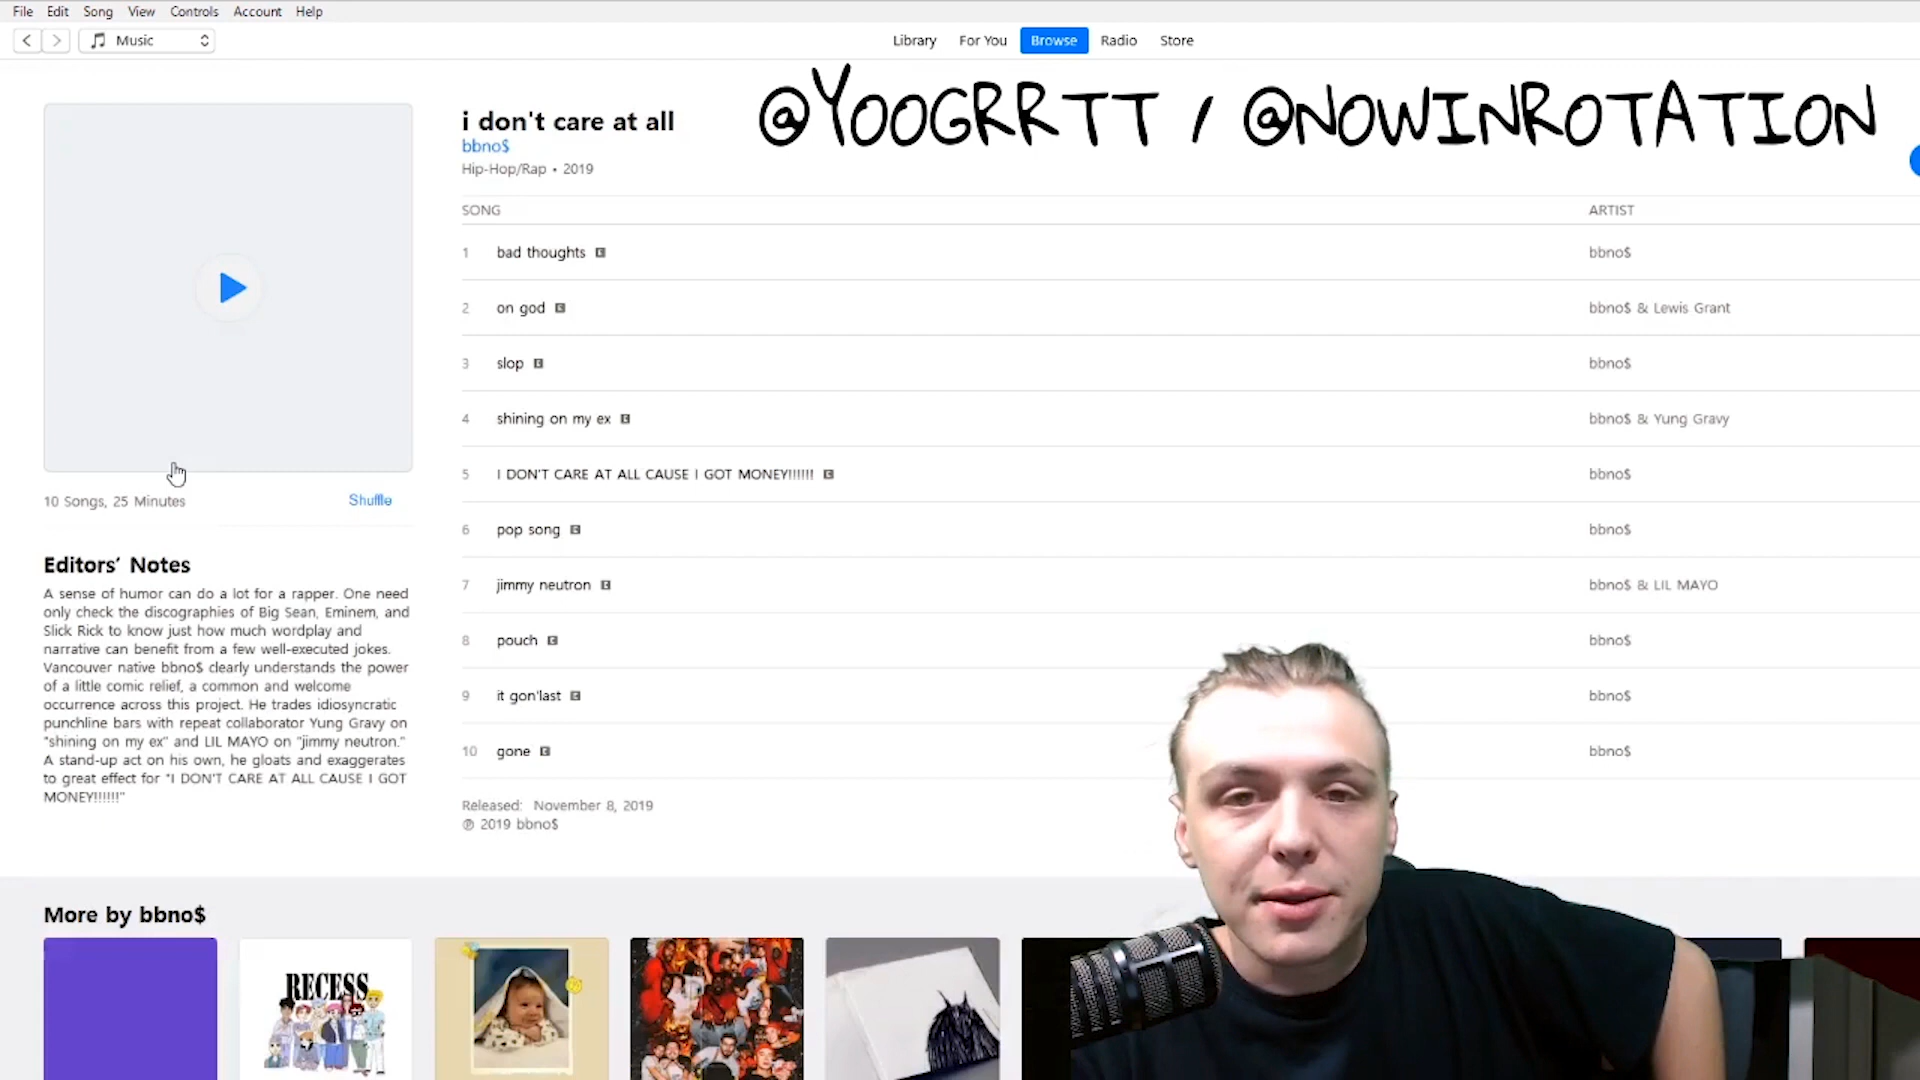 File Edit Song View Controls Account Help
Music
Library For You Browse Radio Store
@YOOGRRTT / @NOWINROTATION
i don't care at all
bbno$
Hip-Hop/Rap • 2019
SONG ARTIST
1 bad thoughts E bbno$
2 on god E bbno$ & Lewis Grant
3 slop E bbno$
4 shining on my ex E bbno$ & Yung Gravy
5 I DON'T CARE AT ALL CAUSE I GOT MONEY!!!!!! E bbno$
6 pop song E bbno$
7 jimmy neutron E bbno$ & LIL MAYO
8 pouch E bbno$
9 it gon'last E bbno$
10 gone E bbno$
Released: November 8, 2019
℗ 2019 bbno$
10 Songs, 25 Minutes Shuffle
Editors’ Notes
A sense of humor can do a lot for a rapper. One need
only check the discographies of Big Sean, Eminem, and
Slick Rick to know just how much wordplay and
narrative can benefit from a few well-executed jokes.
Vancouver native bbno$ clearly understands the power
of a little comic relief, a common and welcome
occurrence across this project. He trades idiosyncratic
punchline bars with repeat collaborator Yung Gravy on
“shining on my ex” and LIL MAYO on “jimmy neutron.”
A stand-up act on his own, he gloats and exaggerates
to great effect for “I DON'T CARE AT ALL CAUSE I GOT
MONEY!!!!!!”
More by bbno$
RECESS